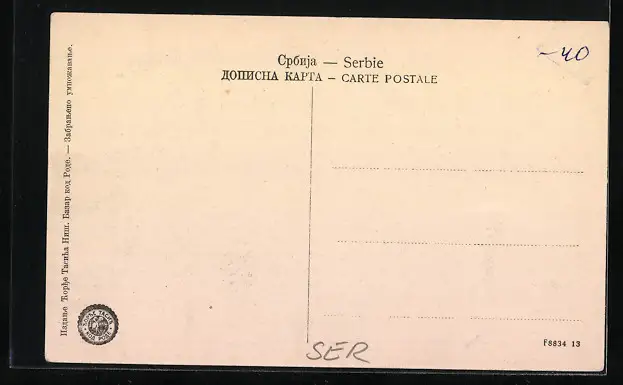 -40
Србија — Serbie
ДОПИСНА КАРТА – CARTE POSTALE
Издање Ђорђе Тасића Ниш. Базар код Роде. — Забрањено умножавање.
SER
F8834 13